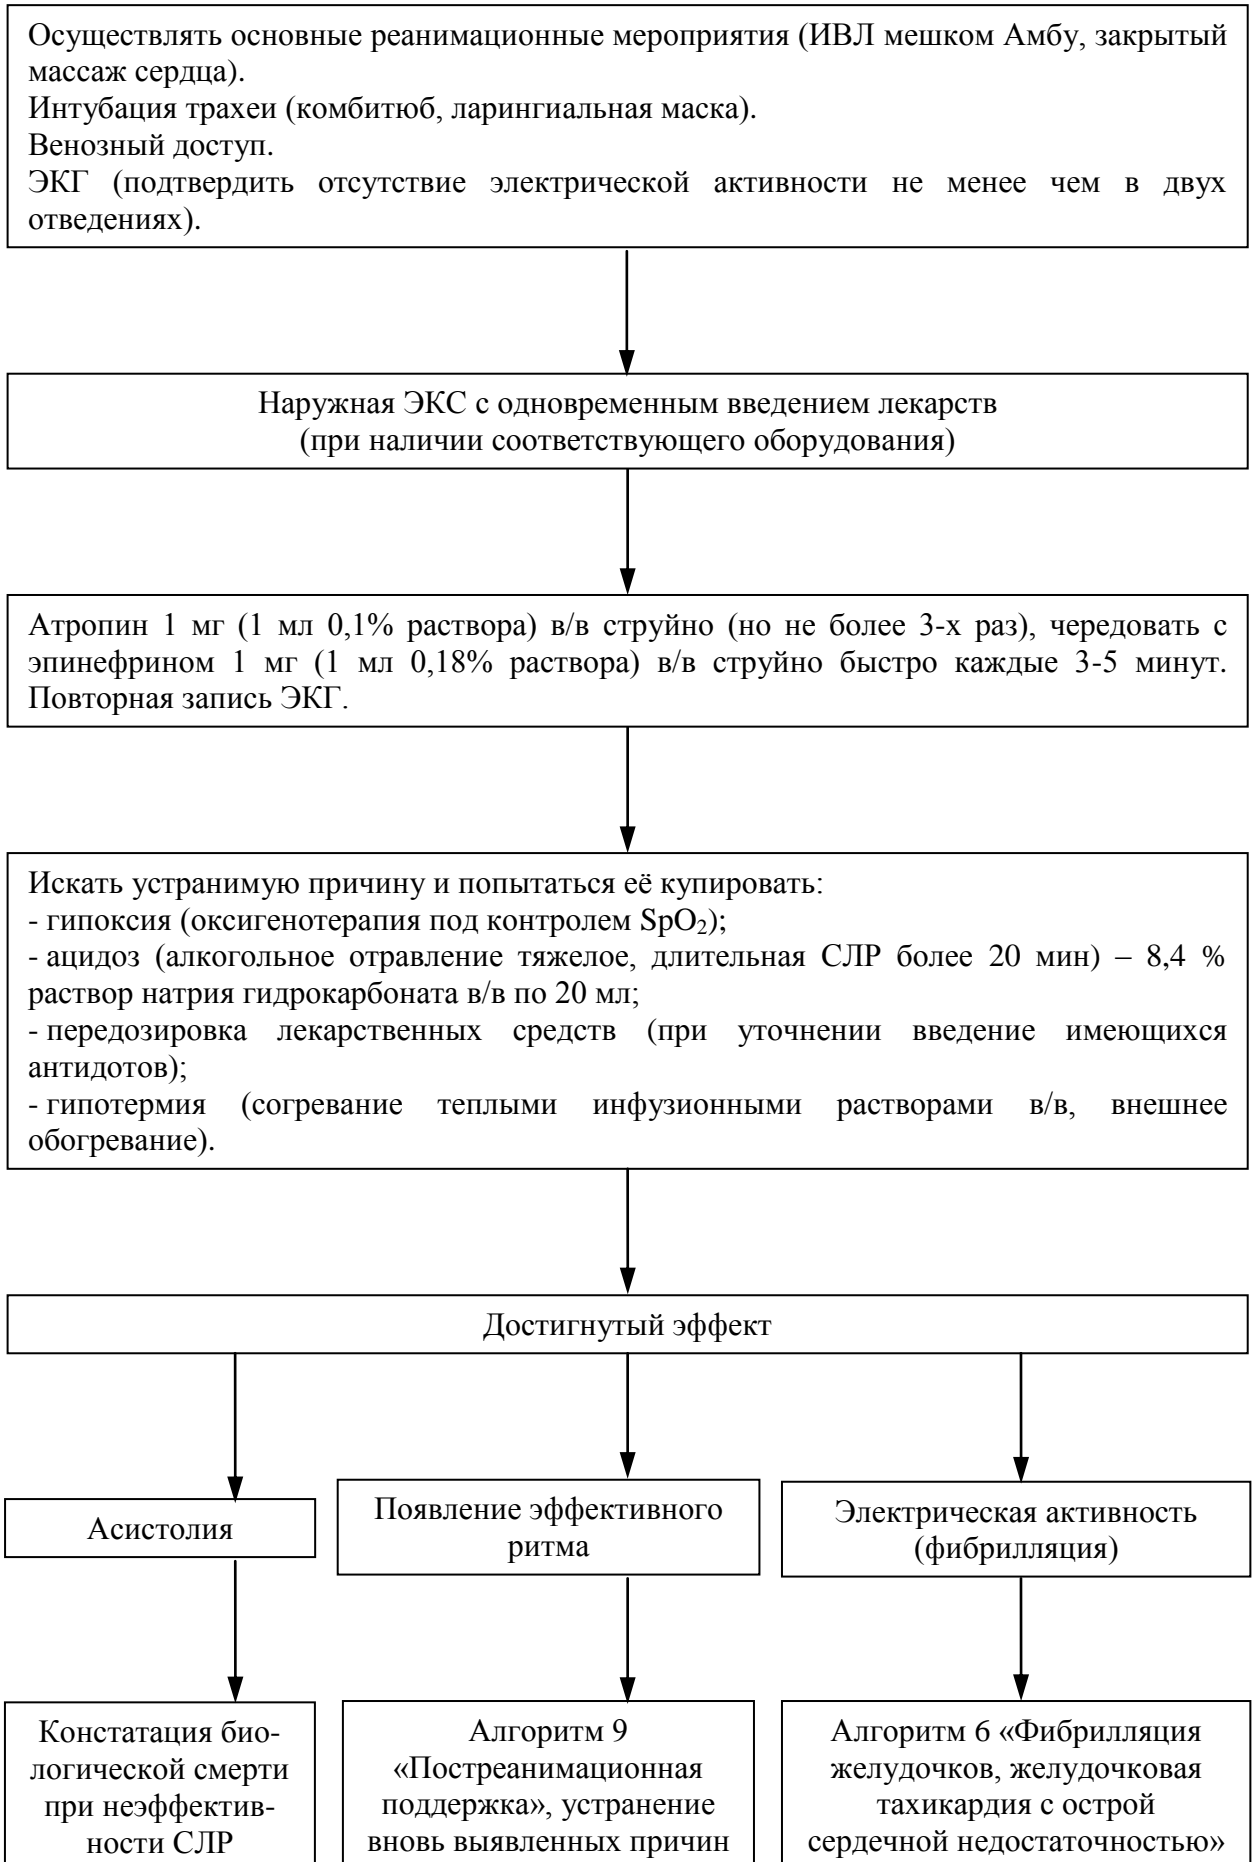 Осуществлять основные реанимационные мероприятия (ИВЛ мешком Амбу, закрытый
массаж сердца).
Интубация трахеи (комбитюб, ларингиальная маска).
Венозный доступ.
ЭКГ (подтвердить отсутствие электрической активности не менее чем в двух
отведениях).
Наружная ЭКС с одновременным введением лекарств
(при наличии соответствующего оборудования)
Атропин 1 мг (1 мл 0,1% раствора) в/в струйно (но не более 3-х раз), чередовать с
эпинефрином 1 мг (1 мл 0,18% раствора) в/в струйно быстро каждые 3-5 минут.
Повторная запись ЭКГ.
Искать устранимую причину и попытаться её купировать:
- гипоксия (оксигенотерапия под контролем SpO₂);
- ацидоз (алкогольное отравление тяжелое, длительная СЛР более 20 мин) – 8,4 %
раствор натрия гидрокарбоната в/в по 20 мл;
- передозировка лекарственных средств (при уточнении введение имеющихся
антидотов);
- гипотермия (согревание теплыми инфузионными растворами в/в, внешнее
обогревание).
Достигнутый эффект
Асистолия
Появление эффективного
ритма
Электрическая активность
(фибрилляция)
Констатация био-
логической смерти
при неэффектив-
ности СЛР
Алгоритм 9
«Постреанимационная
поддержка», устранение
вновь выявленных причин
Алгоритм 6 «Фибрилляция
желудочков, желудочковая
тахикардия с острой
сердечной недостаточностью»